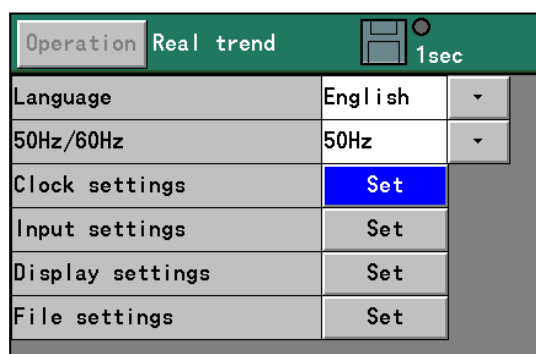 Operation Real trend 1sec
Language English
50Hz/60Hz 50Hz
Clock settings Set
Input settings Set
Display settings Set
File settings Set